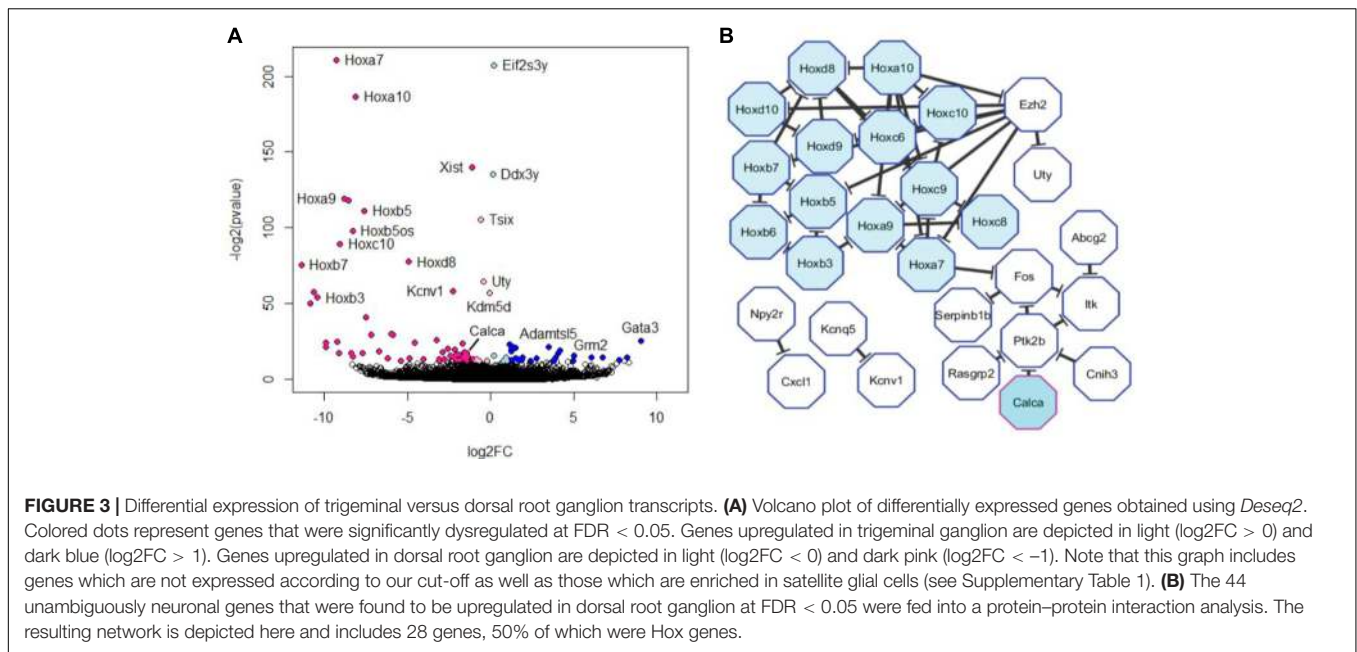 A
B
Hoxa7
Eif2s3y
Hoxa10
Xist
Ddx3y
Hoxa9
Hoxb5
Tsix
Hoxb5os
Hoxc10
Hoxb7
Hoxd8
Uty
Hoxb3
Kcnv1
Kdm5d
Calca
Adamtsl5
Gata3
Grm2
-log2(pvalue)
200
150
100
50
0
-10
-5
0
5
10
log2FC
Hoxd8
Hoxa10
Ezh2
Hoxd10
Hoxc10
Hoxc6
Hoxd9
Hoxb7
Uty
Hoxc9
Hoxb5
Hoxa9
Hoxc8
Hoxb6
Abcg2
Hoxb3
Hoxa7
Fos
Itk
Npy2r
Kcnq5
Serpinb1b
Ptk2b
Cxcl1
Kcnv1
Rasgrp2
Cnih3
Calca
FIGURE 3 | Differential expression of trigeminal versus dorsal root ganglion transcripts. (A) Volcano plot of differentially expressed genes obtained using Deseq2.
Colored dots represent genes that were significantly dysregulated at FDR < 0.05. Genes upregulated in trigeminal ganglion are depicted in light (log2FC > 0) and
dark blue (log2FC > 1). Genes upregulated in dorsal root ganglion are depicted in light (log2FC < 0) and dark pink (log2FC < –1). Note that this graph includes
genes which are not expressed according to our cut-off as well as those which are enriched in satellite glial cells (see Supplementary Table 1). (B) The 44
unambiguously neuronal genes that were found to be upregulated in dorsal root ganglion at FDR < 0.05 were fed into a protein–protein interaction analysis. The
resulting network is depicted here and includes 28 genes, 50% of which were Hox genes.